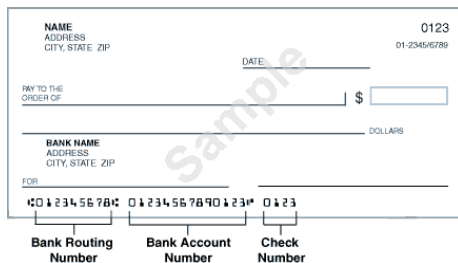 NAME
ADDRESS
CITY, STATE ZIP
0123
01-2345/6789
DATE
PAY TO THE
ORDER OF
$
DOLLARS
Sample
BANK NAME
ADDRESS
CITY, STATE ZIP
FOR
⑆012345678⑆ 01234567890123⑈ 0123
Bank Routing Number
Bank Account Number
Check Number